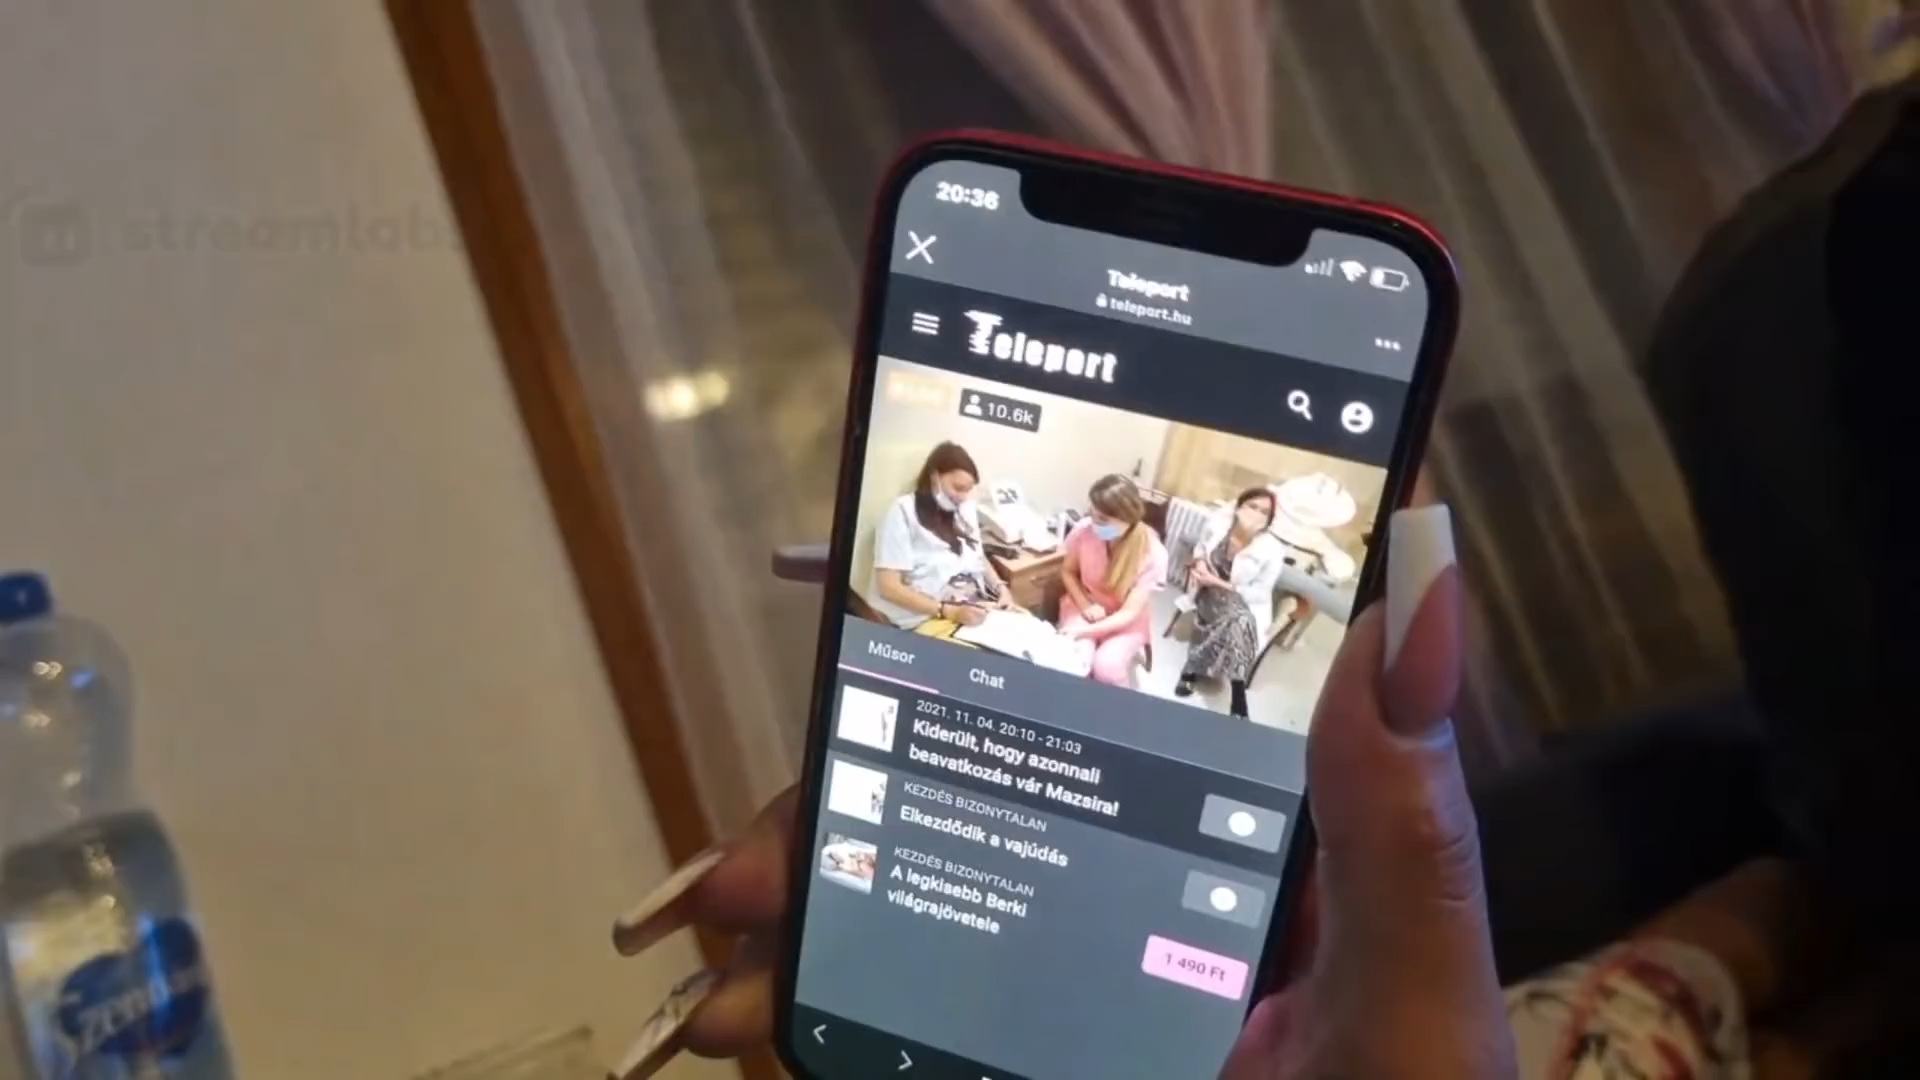 streamlabs
20:36
Teleport
teleport.hu
Teleport
10.6k
Műsor
Chat
2021. 11. 04. 20:10 - 21:03
Kiderült, hogy azonnali
beavatkozás vár Mazsira!
KEZDÉS BIZONYTALAN
Elkezdődik a vajúdás
KEZDÉS BIZONYTALAN
A legkisebb Berki
világrajövetele
1 490 Ft